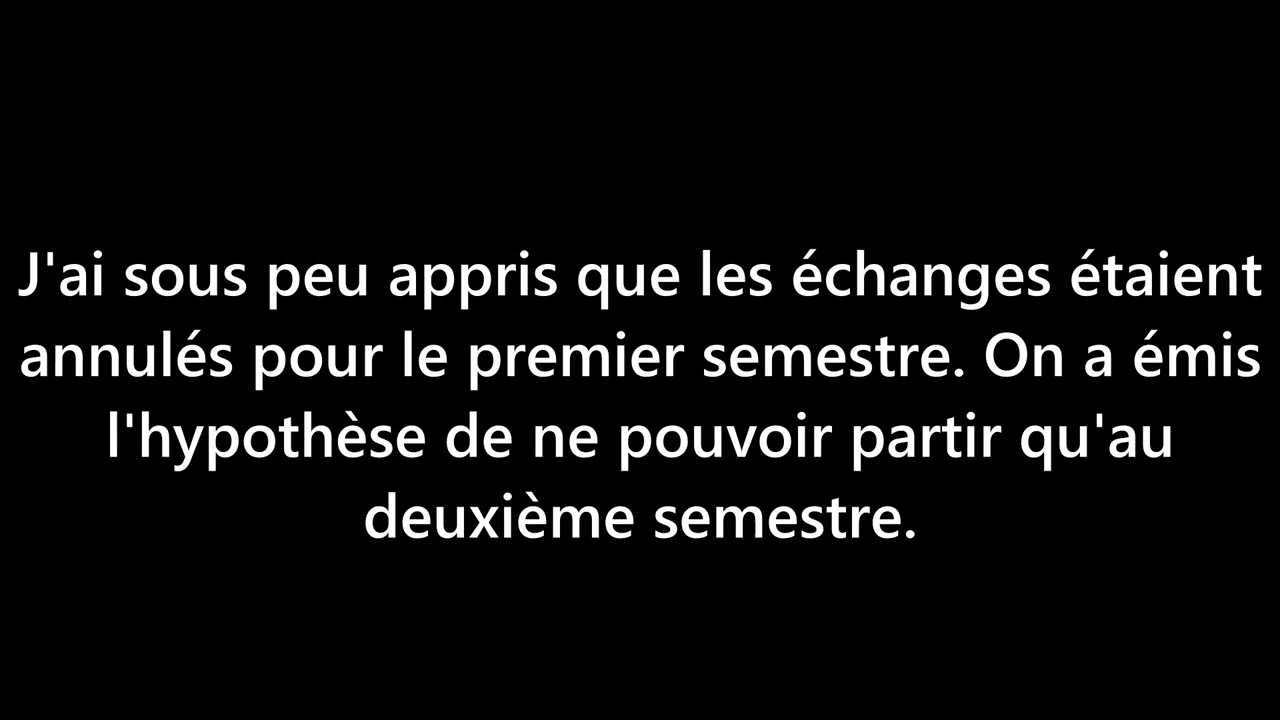 J'ai sous peu appris que les échanges étaient
annulés pour le premier semestre. On a émis
l'hypothèse de ne pouvoir partir qu'au
deuxième semestre.